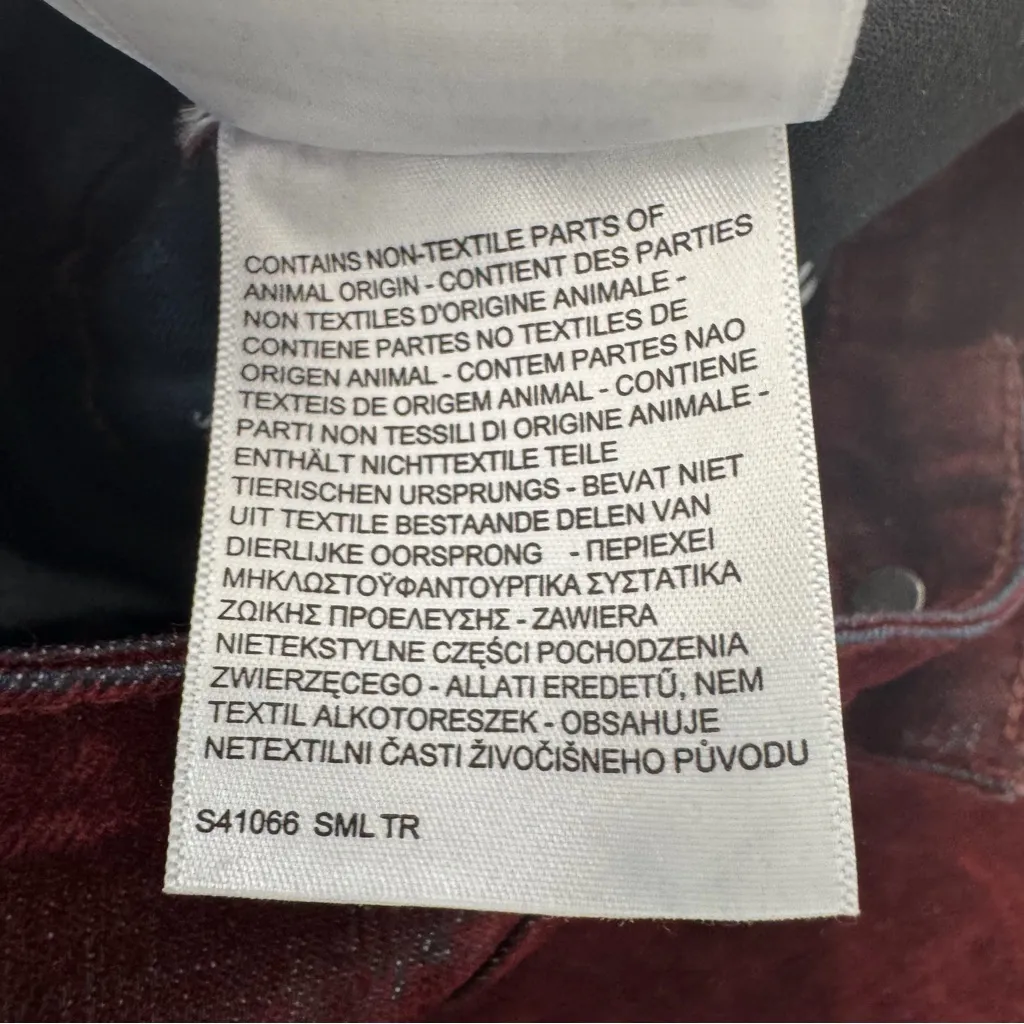 CONTAINS NON-TEXTILE PARTS OF
ANIMAL ORIGIN - CONTIENT DES PARTIES
NON TEXTILES D'ORIGINE ANIMALE -
CONTIENE PARTES NO TEXTILES DE
ORIGEN ANIMAL - CONTEM PARTES NAO
TEXTEIS DE ORIGEM ANIMAL - CONTIENE
PARTI NON TESSILI DI ORIGINE ANIMALE -
ENTHÄLT NICHTTEXTILE TEILE
TIERISCHEN URSPRUNGS - BEVAT NIET
UIT TEXTILE BESTAANDE DELEN VAN
DIERLIJKE OORSPRONG - ΠΕΡΙΕΧΕΙ
ΜΗΚΛΩΣΤΟΫΦΑΝΤΟΥΡΓΙΚΑ ΣΥΣΤΑΤΙΚΑ
ΖΩΙΚΗΣ ΠΡΟΕΛΕΥΣΗΣ - ZAWIERA
NIETEKSTYLNE CZĘŚCI POCHODZENIA
ZWIERZĘCEGO - ALLATI EREDETŰ, NEM
TEXTIL ALKOTORESZEK - OBSAHUJE
NETEXTILNI ČASTI ŽIVOČIŠNEHO PŮVODU
S41066 SML TR